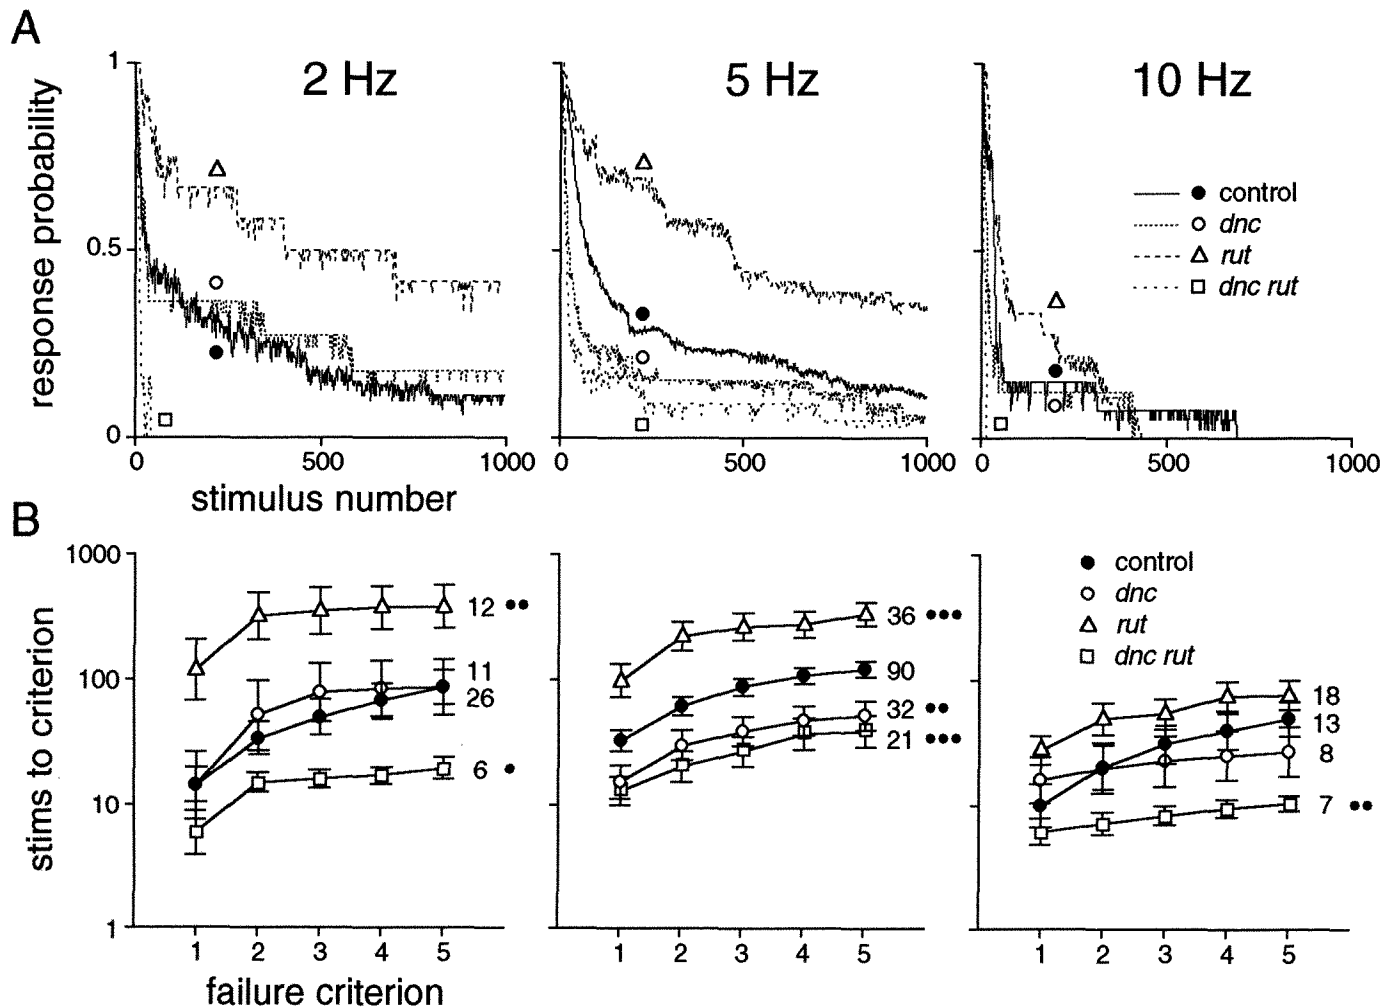 A
2 Hz
5 Hz
10 Hz
response probability
1
0.5
0
control
dnc
rut
dnc rut
0 500 1000
0 500 1000
0 500 1000
stimulus number
B
stims to criterion
1000
100
10
1
12 ••
11
26
6 •
36 •••
90
32 ••
21 •••
control
dnc
rut
dnc rut
18
13
8
7 ••
1 2 3 4 5
1 2 3 4 5
1 2 3 4 5
failure criterion